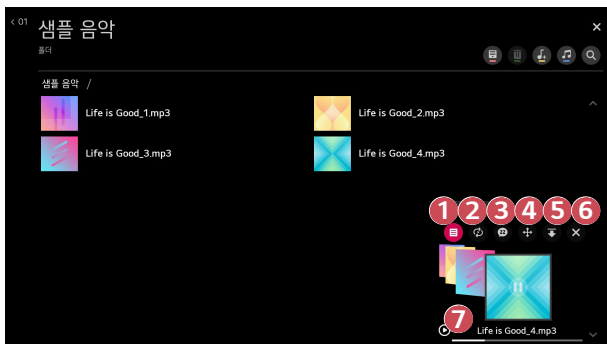 < 01
샘플 음악
폴더
샘플 음악 /
Life is Good_1.mp3
Life is Good_2.mp3
Life is Good_3.mp3
Life is Good_4.mp3
1 2 3 4 5 6
7
Life is Good_4.mp3